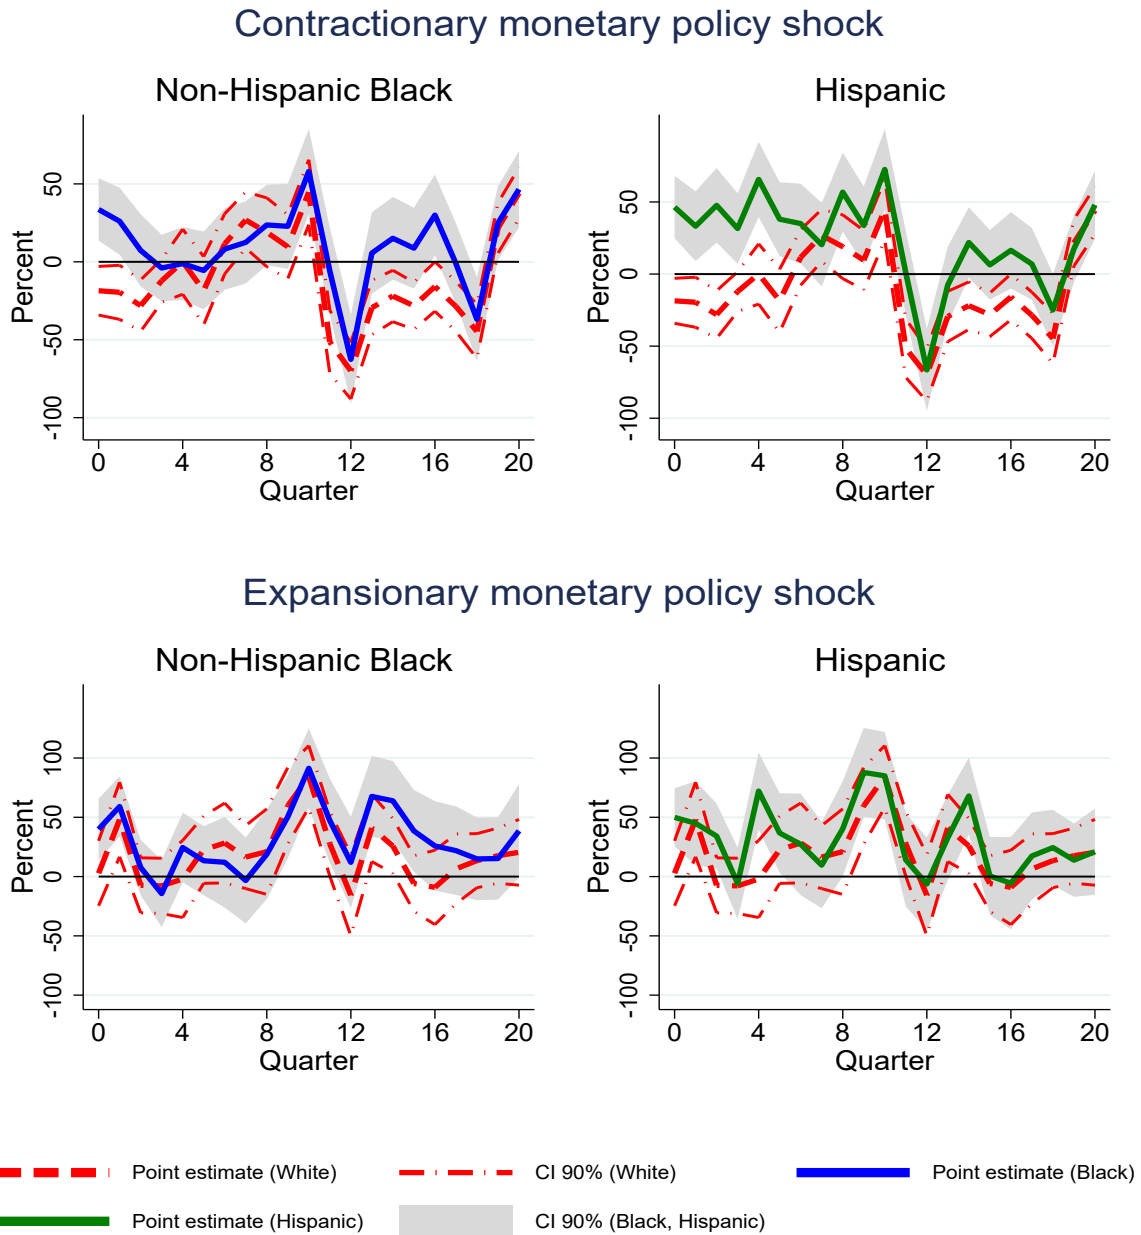 Contractionary monetary policy shock
Non-Hispanic Black
Hispanic
Percent
50
0
-50
-100
0 4 8 12 16 20
Quarter
Percent
50
0
-50
-100
0 4 8 12 16 20
Quarter
Expansionary monetary policy shock
Non-Hispanic Black
Hispanic
Percent
100
50
0
-50
-100
0 4 8 12 16 20
Quarter
Percent
100
50
0
-50
-100
0 4 8 12 16 20
Quarter
Point estimate (White) CI 90% (White) Point estimate (Black)
Point estimate (Hispanic) CI 90% (Black, Hispanic)